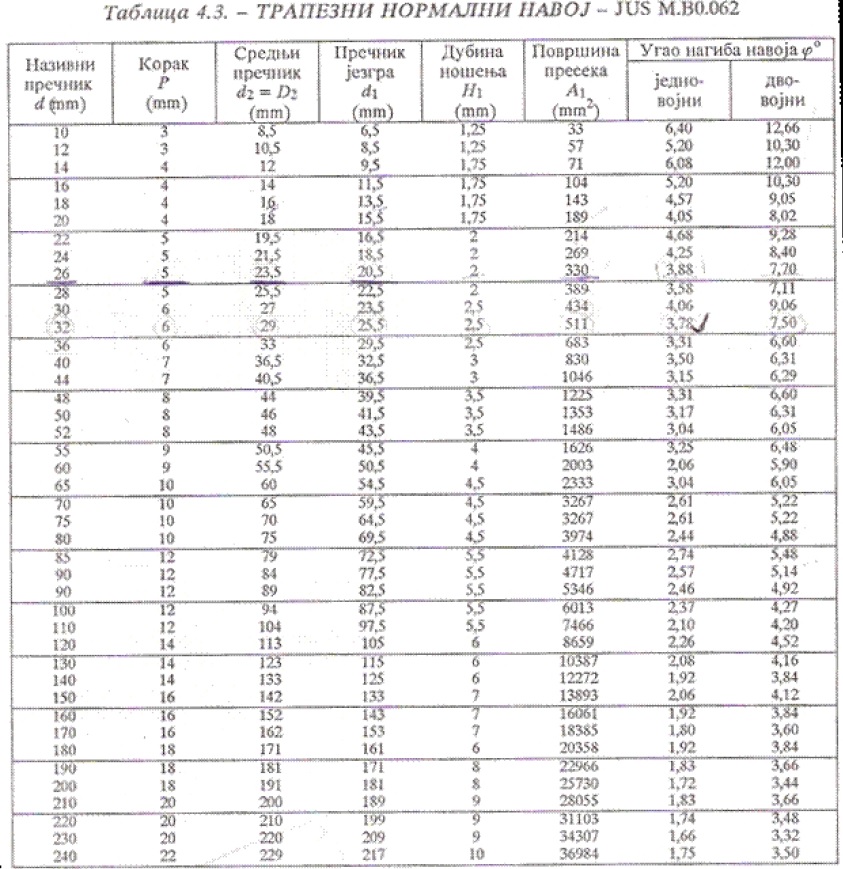 Таблица 4.3. – ТРАПЕЗНИ НОРМАЛНИ НАВОЈ – JUS M.B0.062
Називни пречник d (mm) Корак P (mm) Средњи пречник d2 = D2 (mm) Пречник језгра d1 (mm) Дубина ношења H1 (mm) Површина пресека A1 (mm²) Угао нагиба навоја φ°
једно-војни дво-војни
10 3 8,5 6,5 1,25 33 6,40 12,66
12 3 10,5 8,5 1,25 57 5,20 10,30
14 4 12 9,5 1,75 71 6,08 12,00
16 4 14 11,5 1,75 104 5,20 10,30
18 4 16 13,5 1,75 143 4,57 9,05
20 4 18 15,5 1,75 189 4,05 8,02
22 5 19,5 16,5 2 214 4,68 9,28
24 5 21,5 18,5 2 269 4,25 8,40
26 5 23,5 20,5 2 330 3,88 7,70
28 5 25,5 22,5 2 389 3,58 7,11
30 6 27 23,5 2,5 434 4,06 9,06
32 6 29 25,5 2,5 511 3,78 7,50
36 6 33 29,5 2,5 683 3,31 6,60
40 7 36,5 32,5 3 830 3,50 6,31
44 7 40,5 36,5 3 1046 3,15 6,29
48 8 44 39,5 3,5 1225 3,31 6,60
50 8 46 41,5 3,5 1353 3,17 6,31
52 8 48 43,5 3,5 1486 3,04 6,05
55 9 50,5 45,5 4 1626 3,25 6,48
60 9 55,5 50,5 4 2003 2,06 5,90
65 10 60 54,5 4,5 2333 3,04 6,05
70 10 65 59,5 4,5 3267 2,61 5,22
75 10 70 64,5 4,5 3267 2,61 5,22
80 10 75 69,5 4,5 3974 2,44 4,88
85 12 79 72,5 5,5 4128 2,74 5,48
90 12 84 77,5 5,5 4717 2,57 5,14
90 12 89 82,5 5,5 5346 2,46 4,92
100 12 94 87,5 5,5 6013 2,37 4,27
110 12 104 97,5 5,5 7466 2,10 4,20
120 14 113 105 6 8659 2,26 4,52
130 14 123 115 6 10387 2,08 4,16
140 14 133 125 6 12272 1,92 3,84
150 16 142 133 7 13893 2,06 4,12
160 16 152 143 7 16061 1,92 3,84
170 16 162 153 7 18385 1,80 3,60
180 18 171 161 6 20358 1,92 3,84
190 18 181 171 8 22966 1,83 3,66
200 18 191 181 8 25730 1,72 3,44
210 20 200 189 9 28055 1,83 3,66
220 20 210 199 9 31103 1,74 3,48
230 20 220 209 9 34307 1,66 3,32
240 22 229 217 10 36984 1,75 3,50